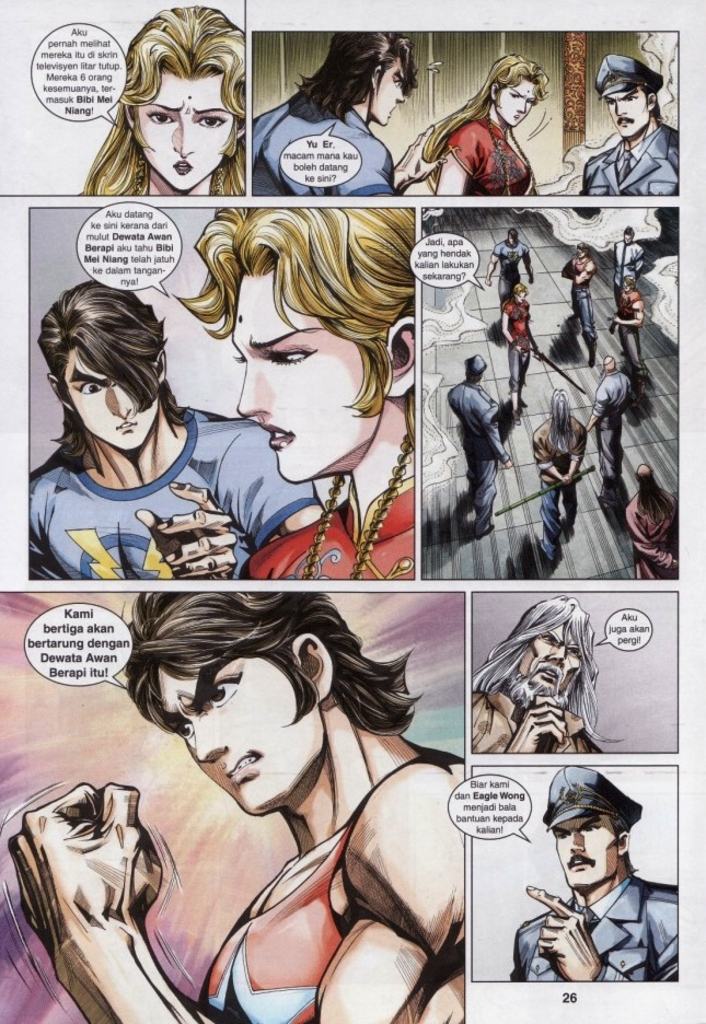 Aku
pernah melihat
mereka itu di skrin
televisyen litar tutup.
Mereka 6 orang
kesemuanya, ter-
masuk Bibi Mei
Niang!
Yu Er,
macam mana kau
boleh datang
ke sini?
Aku datang
ke sini kerana dari
mulut Dewata Awan
Berapi aku tahu Bibi
Mei Niang telah jatuh
ke dalam tangan-
nya!
Jadi, apa
yang hendak
kalian lakukan
sekarang?
Kami
bertiga akan
bertarung dengan
Dewata Awan
Berapi itu!
Aku
juga akan
pergi!
Biar kami
dan Eagle Wong
menjadi bala
bantuan kepada
kalian!
26